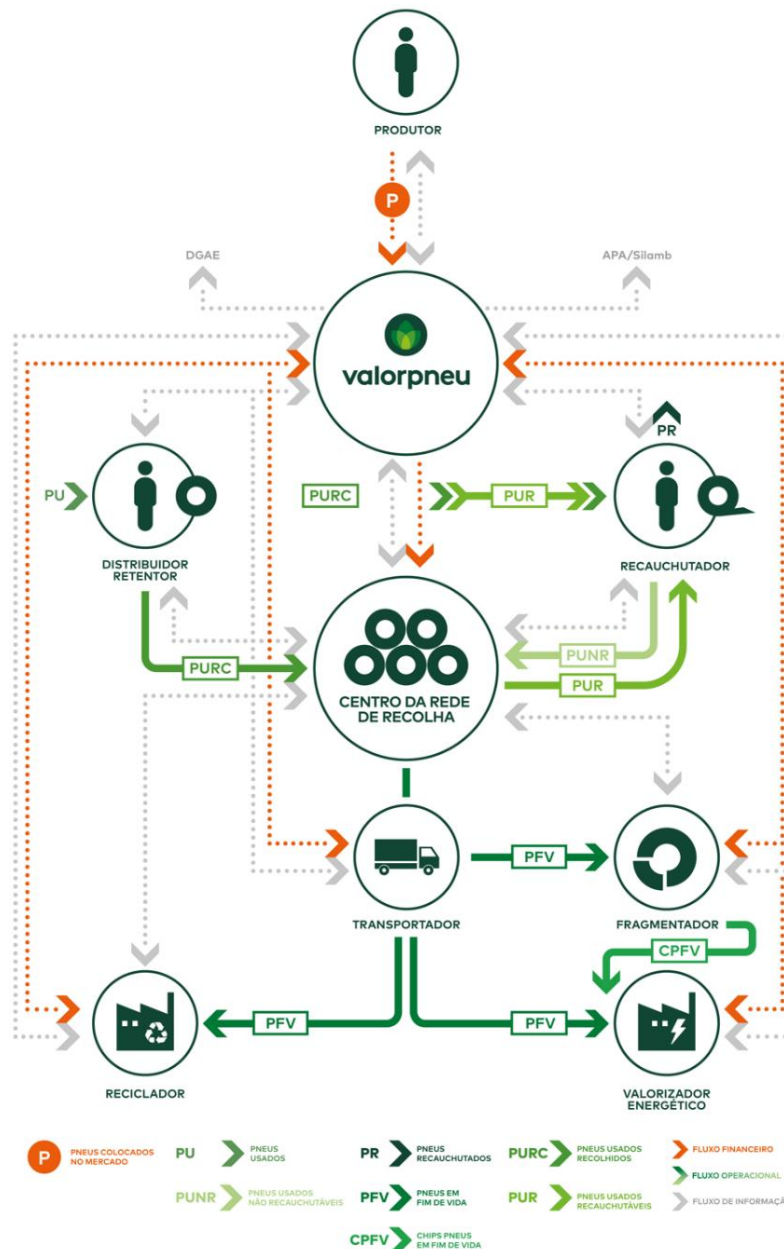 PRODUTOR
P
DGAE
APA/Silamb
valorpneu
PR
PU
PURC
PUR
DISTRIBUIDOR
RETENTOR
RECAUCHUTADOR
PUNR
PURC
PUR
CENTRO DA REDE
DE RECOLHA
PFV
TRANSPORTADOR
FRAGMENTADOR
CPFV
PFV
PFV
RECICLADOR
VALORIZADOR
ENERGÉTICO
P
PNEUS COLOCADOS
NO MERCADO
PU
PNEUS
USADOS
PR
PNEUS
RECAUCHUTADOS
PURC
PNEUS USADOS
RECOLHIDOS
FLUXO FINANCEIRO
FLUXO OPERACIONAL
PUNR
PNEUS USADOS
NÃO RECAUCHUTÁVEIS
PFV
PNEUS EM
FIM DE VIDA
PUR
PNEUS USADOS
RECAUCHUTÁVEIS
FLUXO DE INFORMAÇÃ
CPFV
CHIPS PNEUS
EM FIM DE VIDA